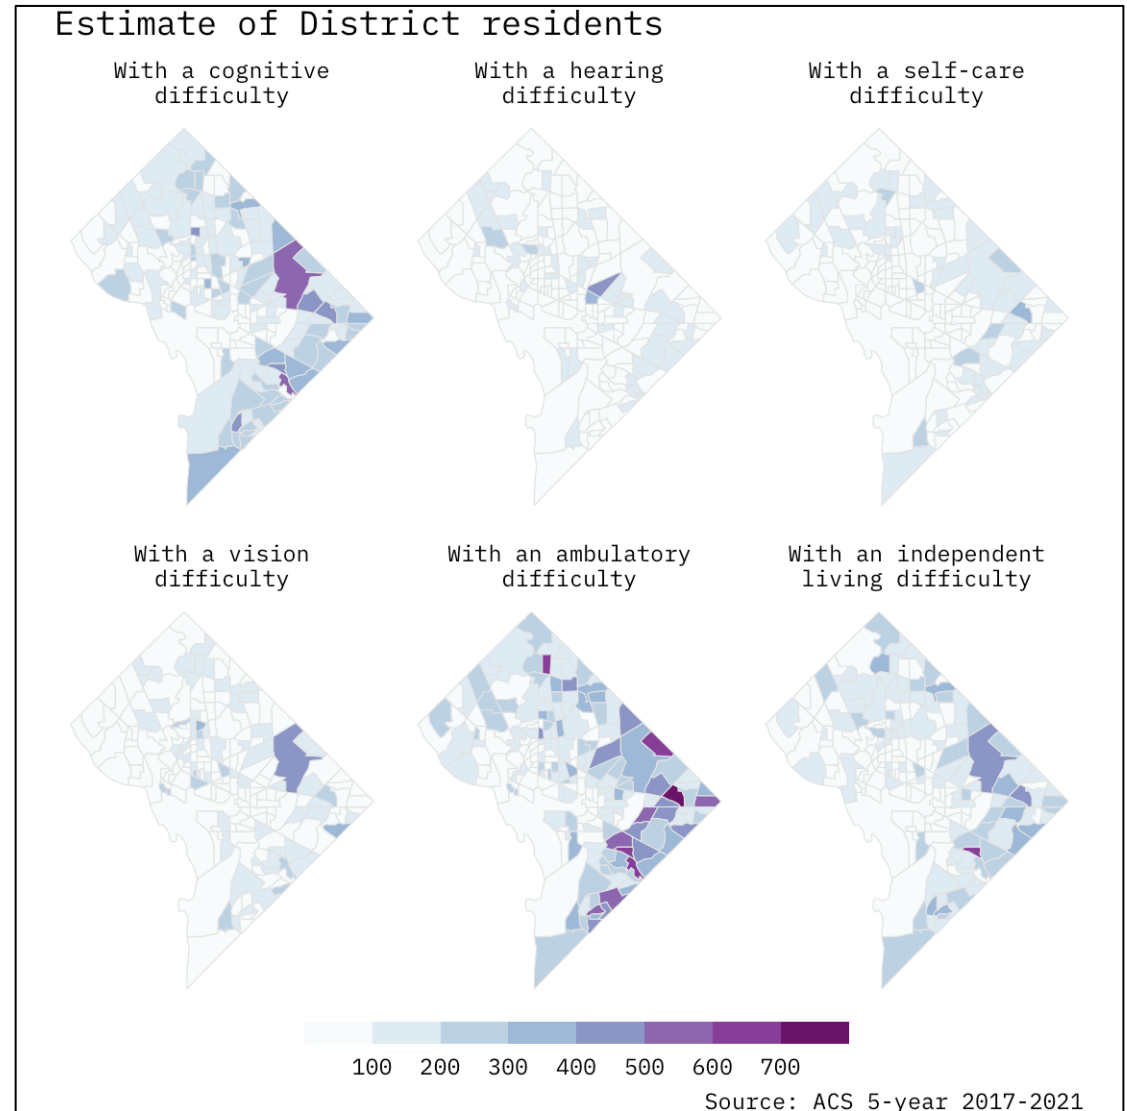 Estimate of District residents
With a cognitive
difficulty
With a hearing
difficulty
With a self-care
difficulty
With a vision
difficulty
With an ambulatory
difficulty
With an independent
living difficulty
100 200 300 400 500 600 700
Source: ACS 5-year 2017-2021